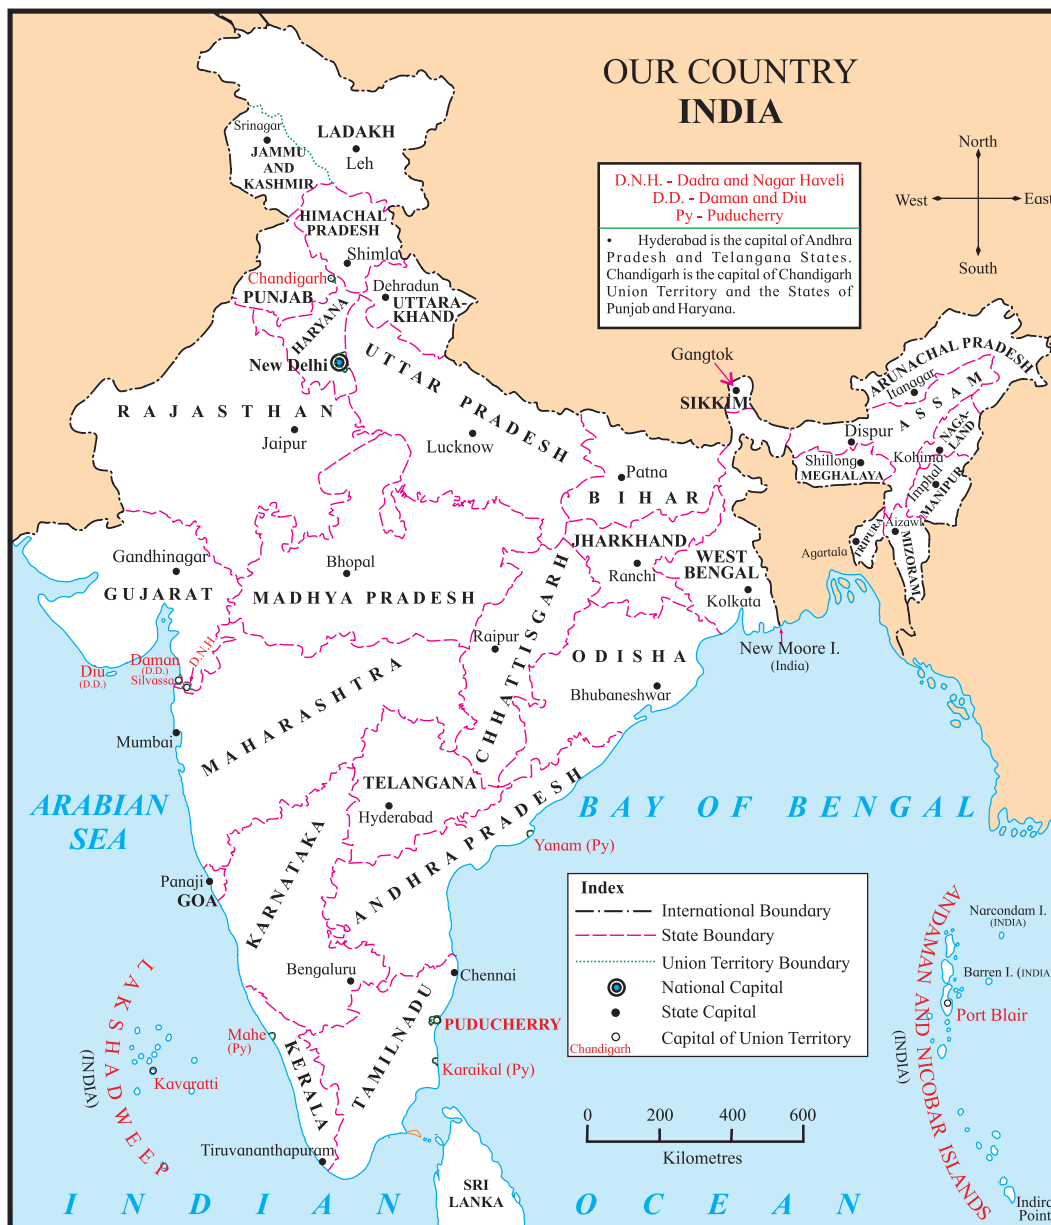 OUR COUNTRY
INDIA
North
West
East
South
D.N.H. - Dadra and Nagar Haveli
D.D. - Daman and Diu
Py - Puducherry
• Hyderabad is the capital of Andhra
Pradesh and Telangana States.
Chandigarh is the capital of Chandigarh
Union Territory and the States of
Punjab and Haryana.
Srinagar
JAMMU
AND
KASHMIR
LADAKH
Leh
HIMACHAL
PRADESH
Shimla
Chandigarh
PUNJAB
Dehradun
UTTARA-
KHAND
HARYANA
New Delhi
UTTAR PRADESH
Lucknow
RAJASTHAN
Jaipur
Gangtok
SIKKIM
ARUNACHAL PRADESH
Itanagar
ASSAM
Dispur
NAGA-
LAND
Kohima
Shillong
MEGHALAYA
Imphal
MANIPUR
Aizawl
MIZORAM
TRIPURA
Agartala
Patna
BIHAR
JHARKHAND
Ranchi
WEST
BENGAL
Kolkata
New Moore I.
(India)
Gandhinagar
GUJARAT
Bhopal
MADHYA PRADESH
CHHATTISGARH
Raipur
ODISHA
Bhubaneshwar
D.N.H.
Daman
(D.D.)
Silvassa
Diu
(D.D.)
MAHARASHTRA
Mumbai
TELANGANA
Hyderabad
ANDHRA PRADESH
Yanam (Py)
ARABIAN
SEA
BAY OF BENGAL
Panaji
GOA
KARNATAKA
Bengaluru
Chennai
TAMILNADU
PUDUCHERRY
Karaikal (Py)
Mahe
(Py)
KERALA
Tiruvananthapuram
LAKSHADWEEP
(INDIA)
Kavaratti
Index
International Boundary
State Boundary
Union Territory Boundary
National Capital
State Capital
Chandigarh
Capital of Union Territory
0 200 400 600
Kilometres
ANDAMAN AND NICOBAR ISLANDS
(INDIA)
Narcondam I.
(INDIA)
Barren I. (INDIA
Port Blair
Indira
Point
SRI
LANKA
INDIAN OCEAN